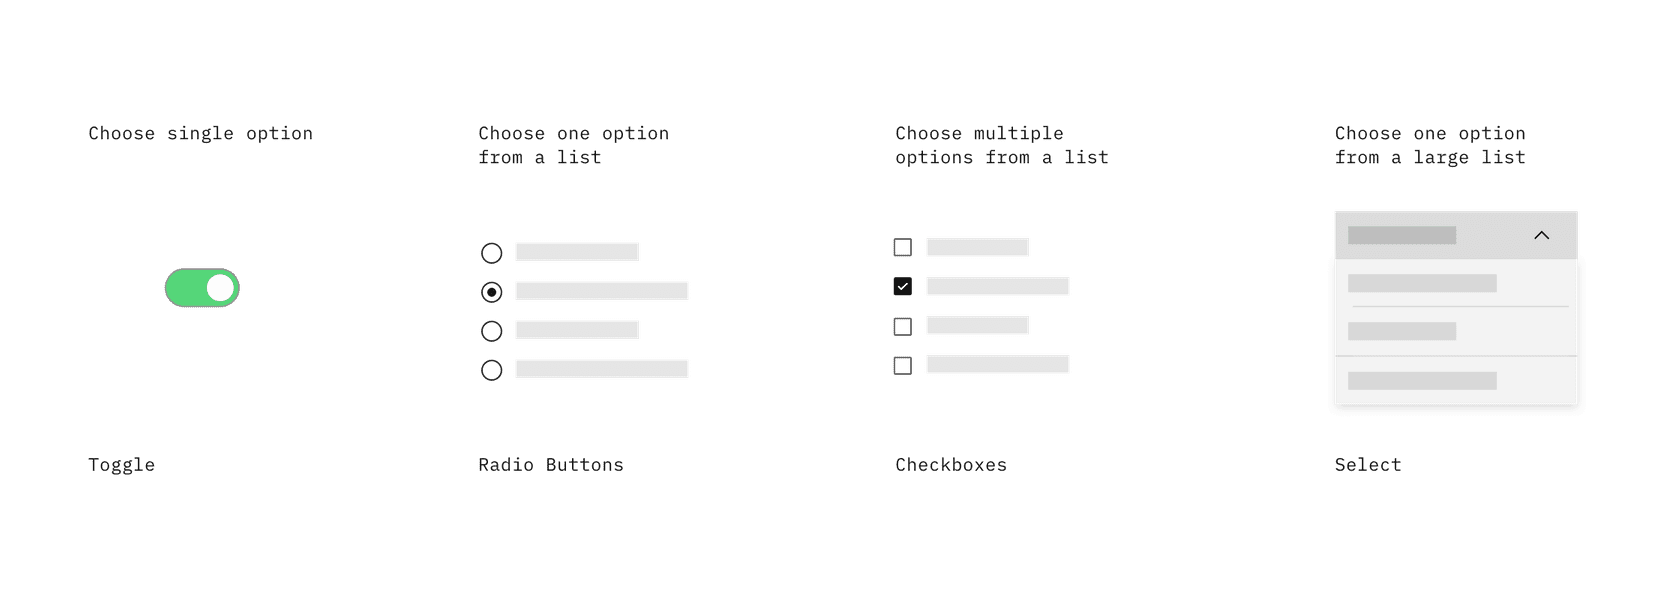 Choose single option
Choose one option
from a list
Choose multiple
options from a list
Choose one option
from a large list
Toggle
Radio Buttons
Checkboxes
Select